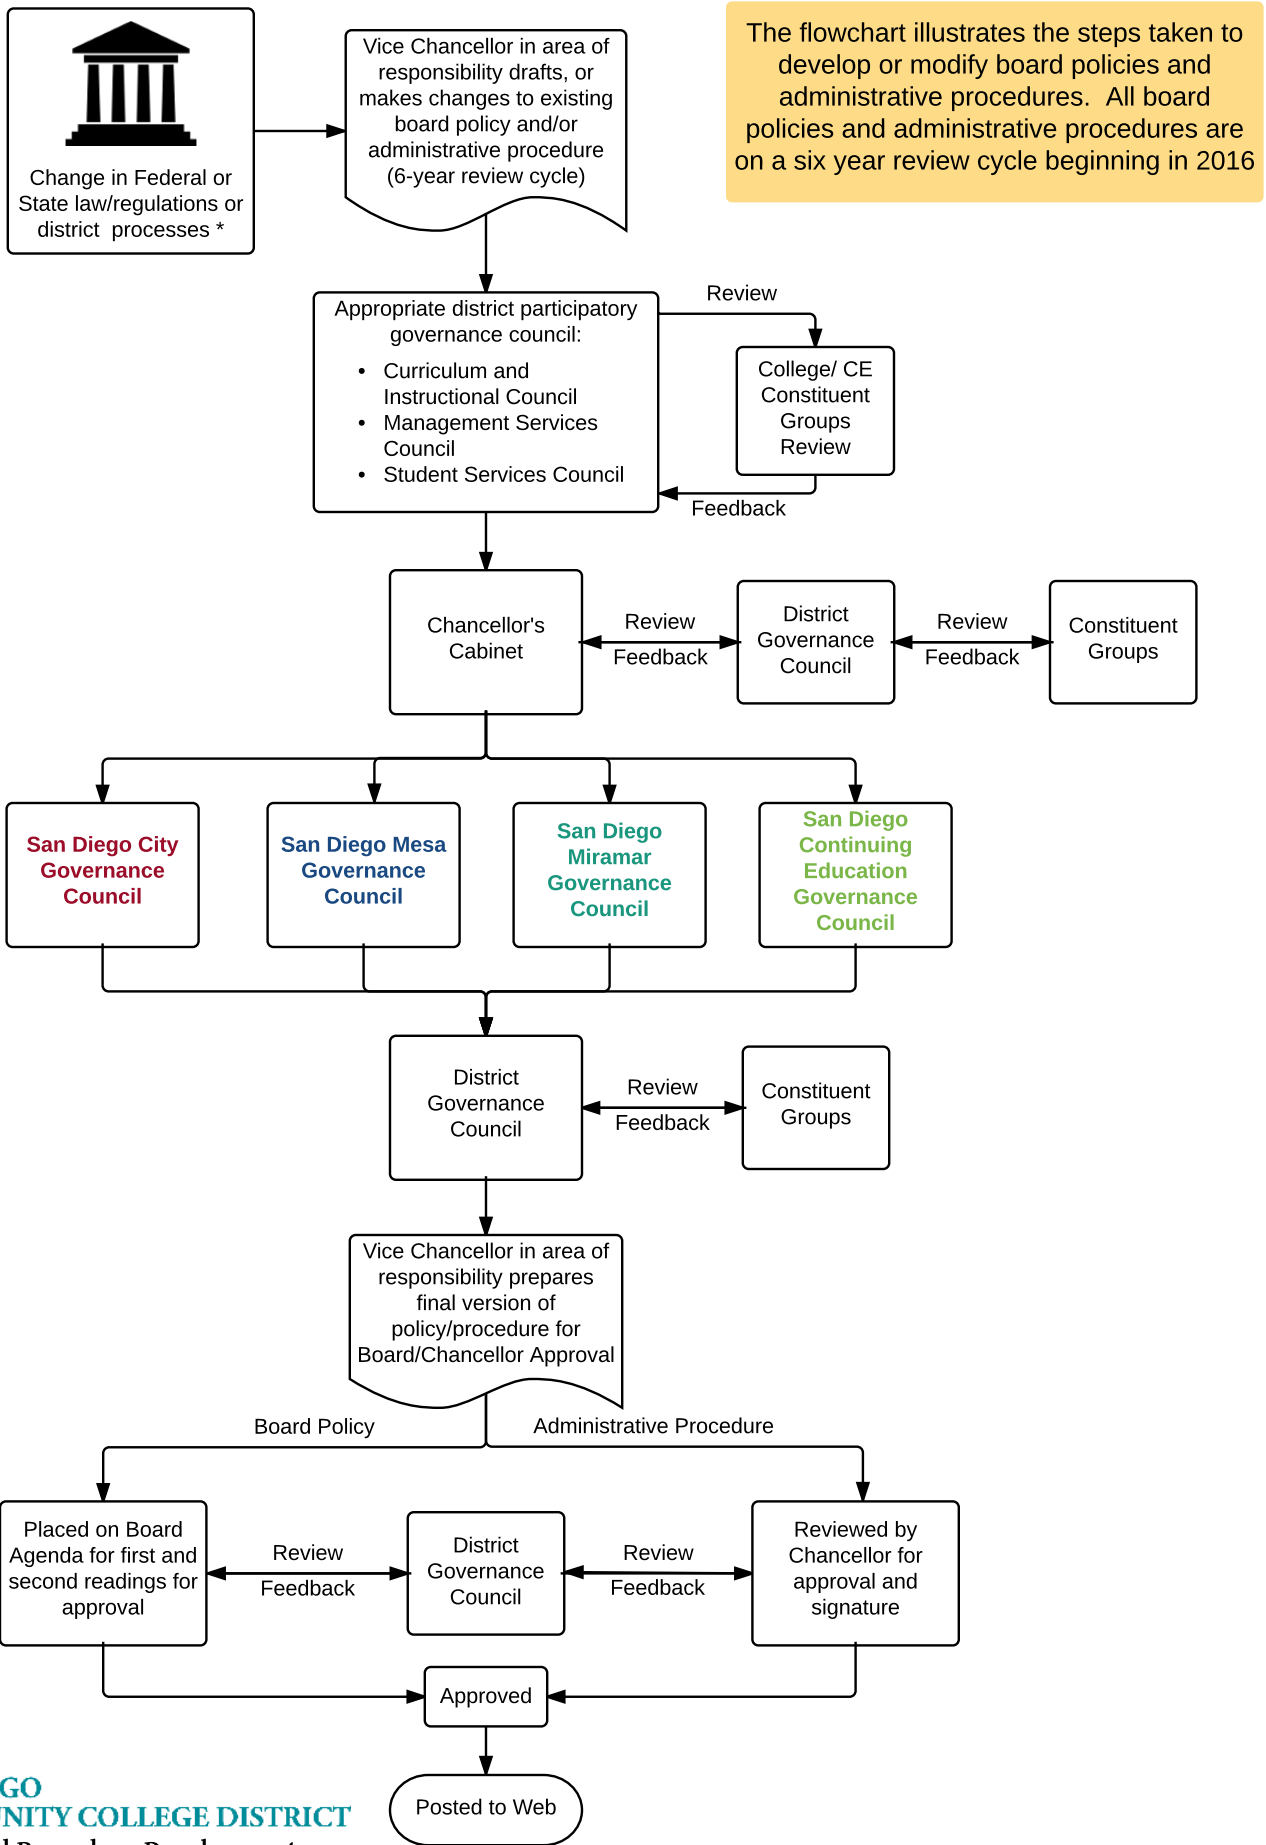 The flowchart illustrates the steps taken to
develop or modify board policies and
administrative procedures.  All board
policies and administrative procedures are
on a six year review cycle beginning in 2016
Change in Federal or
State law/regulations or
district  processes *
Vice Chancellor in area of
responsibility drafts, or
makes changes to existing
board policy and/or
administrative procedure
(6-year review cycle)
Appropriate district participatory
governance council:
• Curriculum and
Instructional Council
• Management Services
Council
• Student Services Council
Review
College/ CE
Constituent
Groups
Review
Feedback
Chancellor's
Cabinet
Review
Feedback
District
Governance
Council
Review
Feedback
Constituent
Groups
San Diego City
Governance
Council
San Diego Mesa
Governance
Council
San Diego
Miramar
Governance
Council
San Diego
Continuing
Education
Governance
Council
District
Governance
Council
Review
Feedback
Constituent
Groups
Vice Chancellor in area of
responsibility prepares
final version of
policy/procedure for
Board/Chancellor Approval
Board Policy
Administrative Procedure
Placed on Board
Agenda for first and
second readings for
approval
Review
Feedback
District
Governance
Council
Review
Feedback
Reviewed by
Chancellor for
approval and
signature
Approved
Posted to Web
GO
NITY COLLEGE DISTRICT